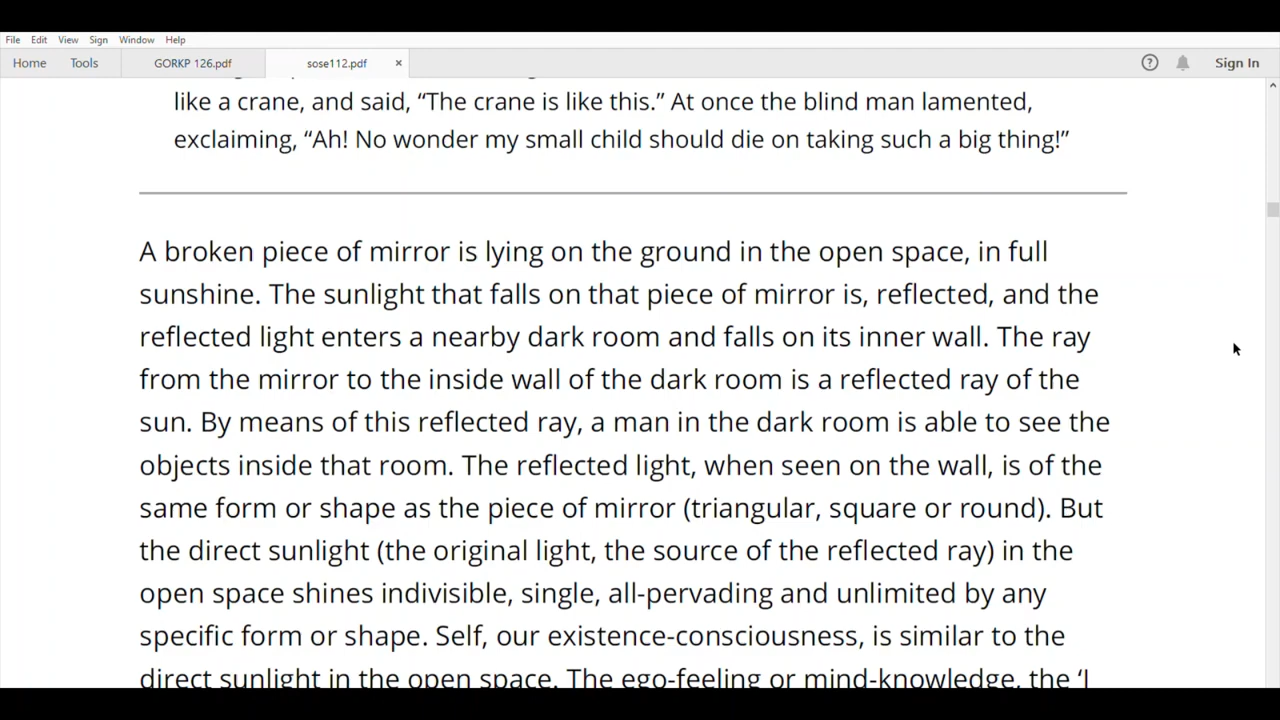 File Edit View Sign Window Help
Home Tools GORKP 126.pdf sose112.pdf × ? Sign In
like a crane, and said, “The crane is like this.” At once the blind man lamented,
exclaiming, “Ah! No wonder my small child should die on taking such a big thing!”
A broken piece of mirror is lying on the ground in the open space, in full
sunshine. The sunlight that falls on that piece of mirror is, reflected, and the
reflected light enters a nearby dark room and falls on its inner wall. The ray
from the mirror to the inside wall of the dark room is a reflected ray of the
sun. By means of this reflected ray, a man in the dark room is able to see the
objects inside that room. The reflected light, when seen on the wall, is of the
same form or shape as the piece of mirror (triangular, square or round). But
the direct sunlight (the original light, the source of the reflected ray) in the
open space shines indivisible, single, all-pervading and unlimited by any
specific form or shape. Self, our existence-consciousness, is similar to the
direct sunlight in the open space. The ego-feeling or mind-knowledge, the ‘I